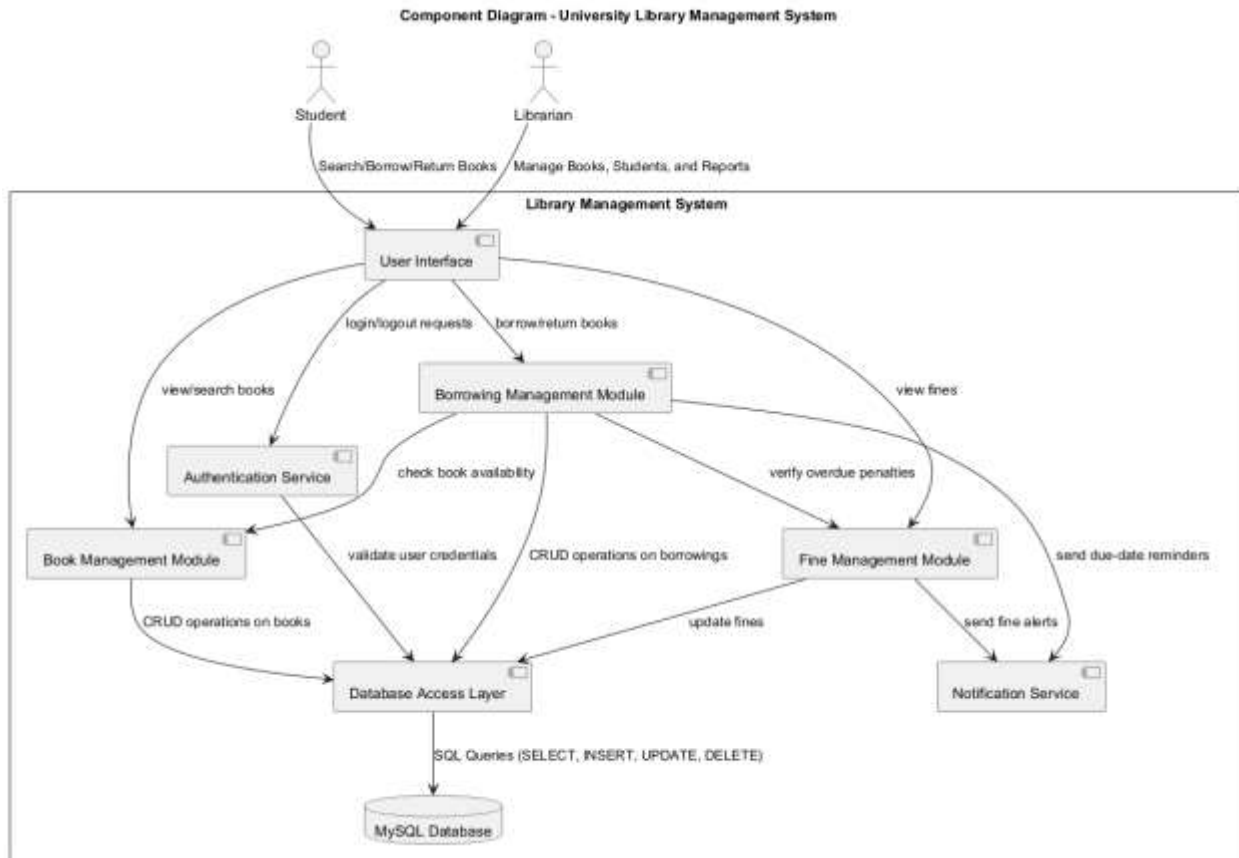 Component Diagram - University Library Management System
Student
Librarian
Search/Borrow/Return Books
Manage Books, Students, and Reports
Library Management System
User Interface
login/logout requests
borrow/return books
view/search books
Borrowing Management Module
view fines
Authentication Service
check book availability
verify overdue penalties
Book Management Module
validate user credentials
CRUD operations on borrowings
Fine Management Module
send due-date reminders
CRUD operations on books
update fines
send fine alerts
Database Access Layer
Notification Service
SQL Queries (SELECT, INSERT, UPDATE, DELETE)
MySQL Database